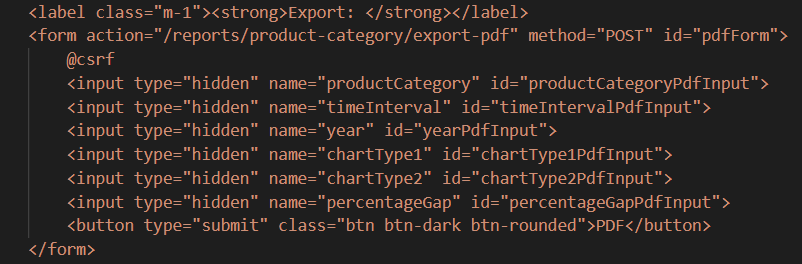 <label class="m-1"><strong>Export: </strong></label>
<form action="/reports/product-category/export-pdf" method="POST" id="pdfForm">
@csrf
<input type="hidden" name="productCategory" id="productCategoryPdfInput">
<input type="hidden" name="timeInterval" id="timeIntervalPdfInput">
<input type="hidden" name="year" id="yearPdfInput">
<input type="hidden" name="chartType1" id="chartType1PdfInput">
<input type="hidden" name="chartType2" id="chartType2PdfInput">
<input type="hidden" name="percentageGap" id="percentageGapPdfInput">
<button type="submit" class="btn btn-dark btn-rounded">PDF</button>
</form>